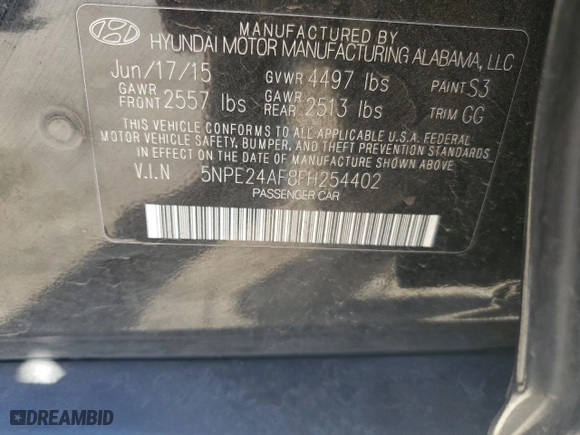 MANUFACTURED BY
HYUNDAI MOTOR MANUFACTURING ALABAMA, LLC
Jun/17/15 GVWR 4497 lbs PAINT S3
GAWR FRONT 2557 lbs GAWR REAR 2513 lbs TRIM GG
THIS VEHICLE CONFORMS TO ALL APPLICABLE U.S.A. FEDERAL
MOTOR VEHICLE SAFETY, BUMPER, AND THEFT PREVENTION
STANDARDS IN EFFECT ON THE DATE OF MANUFACTURE SHOWN ABOVE.
V.I.N 5NPE24AF8FH254402
PASSENGER CAR
DREAMBID